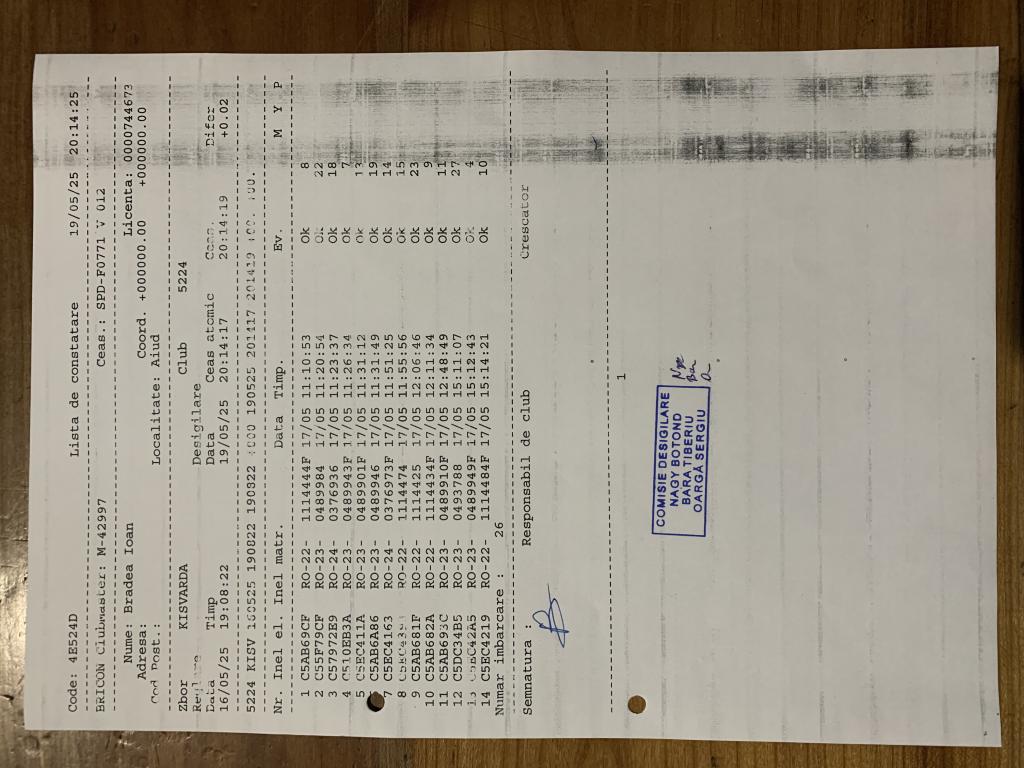 Code: 4E524D Lista de constatare 19/05/25 20:14:25
BRICON Clubmaster: M-42997 Ceas.: SPD-F0771 V 012
Nume: Bradea Ioan Licenta: 0000744673
Adresa: Coord. +000000.00 +000000.00
Cod Post.: Localitate: Aiud
Zbor KISVARDA Club 5224
Desigilare
Data Timp Data Ceas atomic Ceas. Difer
16/05/25 19:08:22 19/05/25 20:14:17 20:14:19 +0.02
5224 KISV 160525 190822 190822 190525 201417 201419 100.
Nr. Inel el. Inel matr. Data Timp. Ev. M Y P
1 C5AB69CF RO-22- 1114444F 17/05 11:10:53 Ok 8
2 C55F79CF RO-23- 0489984 17/05 11:20:54 Ok 22
3 C57972E9 RO-24- 0376936 17/05 11:23:37 Ok 18
4 C510EB3A RO-23- 0489943F 17/05 11:26:34 Ok 7
5 C5EC411A RO-23- 0489901F 17/05 11:31:12 Ok 13
6 C5AB6A86 RO-23- 0489946 17/05 11:31:49 Ok 19
7 C5EC4163 RO-24- 0376973F 17/05 11:51:25 Ok 14
8 RO-22- 1114474 17/05 11:55:56 Ok 15
9 C5AB681F RO-22- 1114425 17/05 12:06:46 Ok 23
10 C5AB682A RO-22- 1114434F 17/05 12:11:34 Ok 9
11 C5AB693C RO-23- 0489910F 17/05 12:48:49 Ok 11
12 C5DC34B5 RO-23- 0493788 17/05 15:11:07 Ok 27
13 C5EC42A5 RO-23- 0489949F 17/05 15:12:43 Ok 4
14 C5EC4219 RO-22- 1114484F 17/05 15:14:21 Ok 10
Numar imbarcare : 26
Semnatura : Responsabil de club Crescator
1
COMISIE DESIGILARE
NAGY BOTOND
BARA TIBERIU
OARGĂ SERGIU